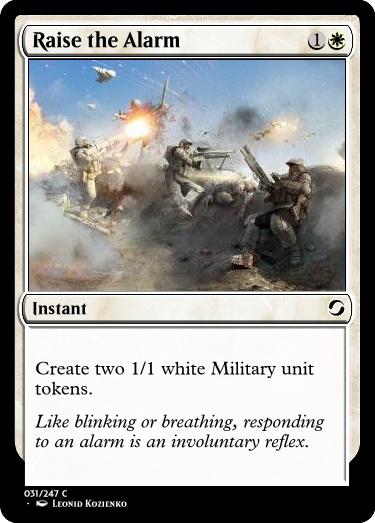 Raise the Alarm 1
Instant
Create two 1/1 white Military unit
tokens.
Like blinking or breathing, responding
to an alarm is an involuntary reflex.
031/247 C
· Leonid Kozienko